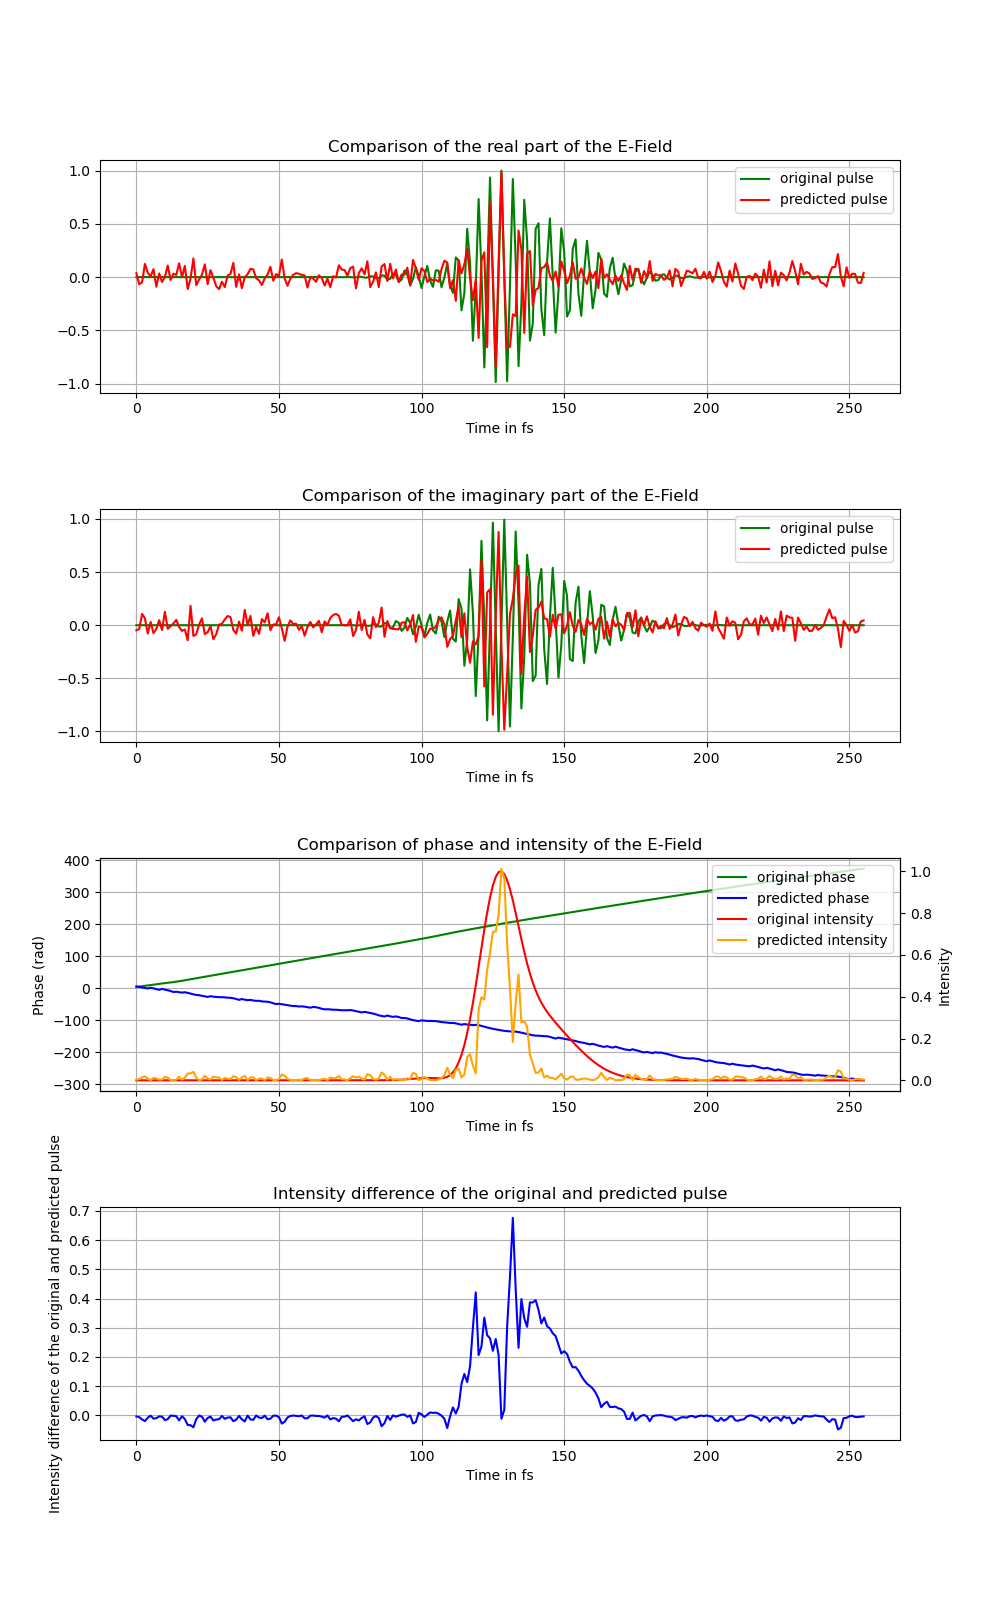 Comparison of the real part of the E-Field
1.0
0.5
0.0
−0.5
−1.0
original pulse
predicted pulse
0 50 100 150 200 250
Time in fs
Comparison of the imaginary part of the E-Field
1.0
0.5
0.0
−0.5
−1.0
original pulse
predicted pulse
0 50 100 150 200 250
Time in fs
Comparison of phase and intensity of the E-Field
Phase (rad)
400
300
200
100
0
−100
−200
−300
original phase
predicted phase
original intensity
predicted intensity
1.0
0.8
0.6
0.4
0.2
0.0
Intensity
0 50 100 150 200 250
Time in fs
Intensity difference of the original and predicted pulse
Intensity difference of the original and predicted pulse
0.7
0.6
0.5
0.4
0.3
0.2
0.1
0.0
0 50 100 150 200 250
Time in fs